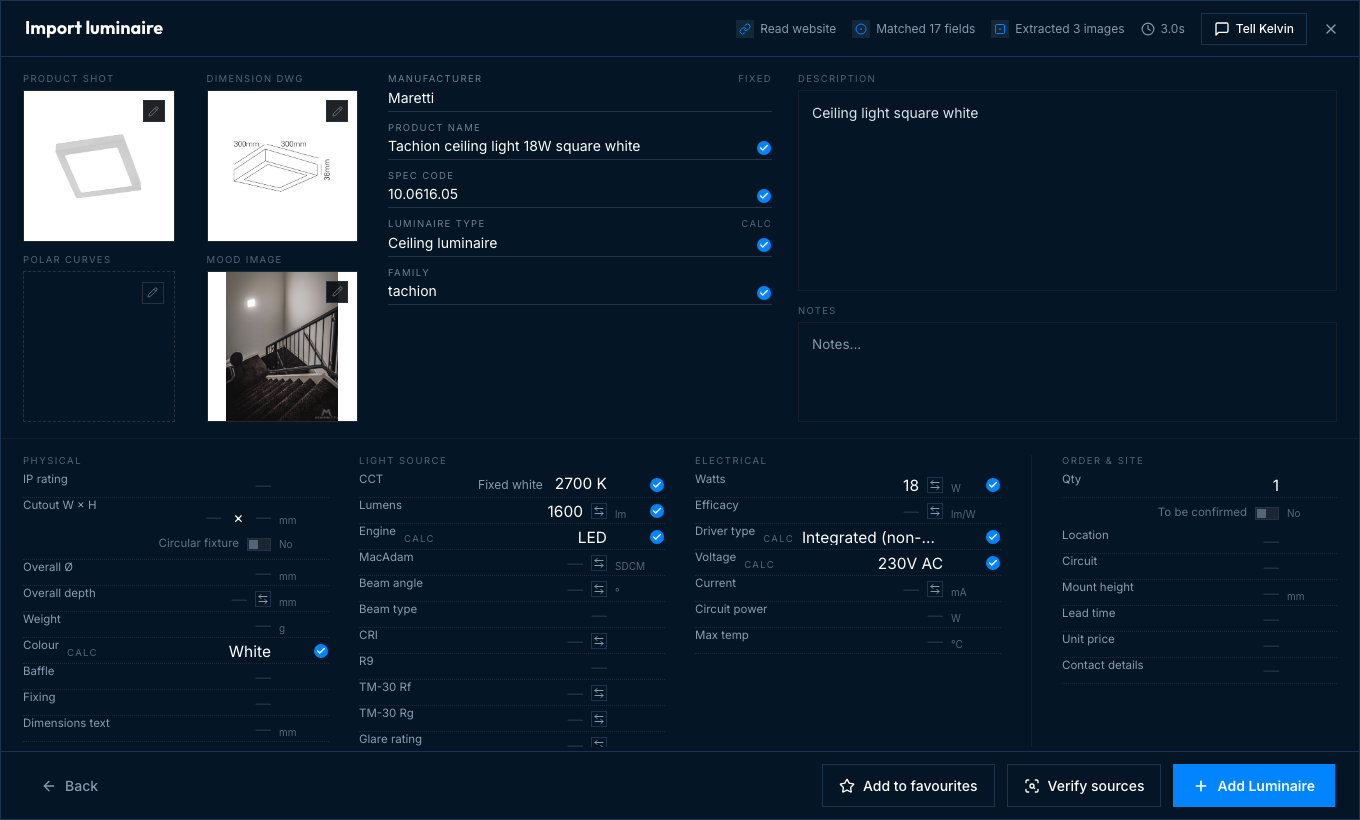 Import luminaire
Read website
Matched 17 fields
Extracted 3 images
3.0s
Tell Kelvin
PRODUCT SHOT
DIMENSION DWG
300mm
300mm
36mm
POLAR CURVES
MOOD IMAGE
MANUFACTURER
FIXED
Maretti
PRODUCT NAME
Tachion ceiling light 18W square white
SPEC CODE
10.0616.05
LUMINAIRE TYPE
CALC
Ceiling luminaire
FAMILY
tachion
DESCRIPTION
Ceiling light square white
NOTES
Notes...
PHYSICAL
IP rating —
Cutout W × H
— × — mm
Circular fixture No
Overall Ø — mm
Overall depth — mm
Weight — g
Colour CALC White
Baffle —
Fixing —
Dimensions text — mm
LIGHT SOURCE
CCT Fixed white 2700 K
Lumens 1600 lm
Engine CALC LED
MacAdam — SDCM
Beam angle — °
Beam type —
CRI —
R9 —
TM-30 Rf —
TM-30 Rg —
Glare rating —
ELECTRICAL
Watts 18 W
Efficacy — lm/W
Driver type CALC Integrated (non-...
Voltage CALC 230V AC
Current — mA
Circuit power — W
Max temp — °C
ORDER & SITE
Qty 1
To be confirmed No
Location —
Circuit —
Mount height — mm
Lead time —
Unit price —
Contact details —
Back
Add to favourites
Verify sources
Add Luminaire